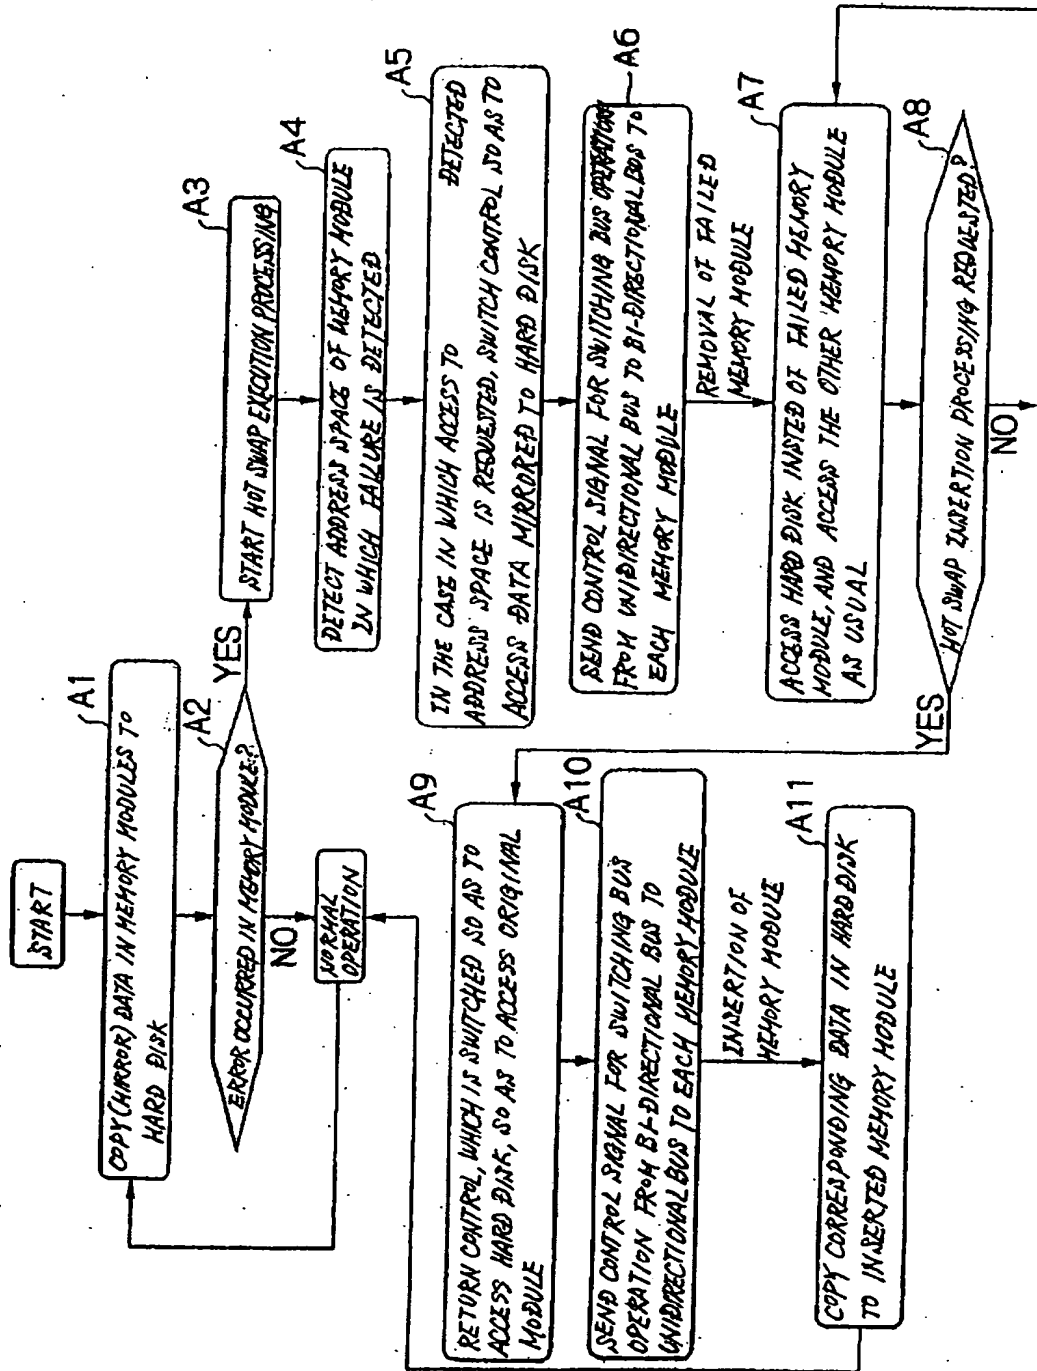 START
A1
COPY (MIRROR) DATA IN MEMORY MODULES TO
HARD DISK
A2
ERROR OCCURRED IN MEMORY MODULE?
YES
NO
NORMAL
OPERATION
A3
START HOT SWAP EXECUTION PROCESSING
A4
DETECT ADDRESS SPACE OF MEMORY MODULE
IN WHICH FAILURE IS DETECTED
A5
IN THE CASE IN WHICH ACCESS TO DETECTED
ADDRESS SPACE IS REQUESTED, SWITCH CONTROL SO AS TO
ACCESS DATA MIRRORED TO HARD DISK
A6
SEND CONTROL SIGNAL FOR SWITCHING BUS OPERATION
FROM UNIDIRECTIONAL BUS TO BI-DIRECTIONAL BUS TO
EACH MEMORY MODULE
REMOVAL OF FAILED
MEMORY MODULE
A7
ACCESS HARD DISK INSTED OF FAILED MEMORY
MODULE, AND ACCESS THE OTHER MEMORY MODULE
AS USUAL
A8
HOT SWAP INSERTION PROCESSING REQUESTED?
YES
NO
A9
RETURN CONTROL, WHICH IS SWITCHED SO AS TO
ACCESS HARD DISK, SO AS TO ACCESS ORIGINAL
MODULE
A10
SEND CONTROL SIGNAL FOR SWITCHING BUS
OPERATION FROM BI-DIRECTIONAL BUS TO
UNIDIRECTIONAL BUS TO EACH MEMORY MODULE
INSERTION OF
MEMORY MODULE
A11
COPY CORRESPONDING DATA IN HARD DISK
TO INSERTED MEMORY MODULE